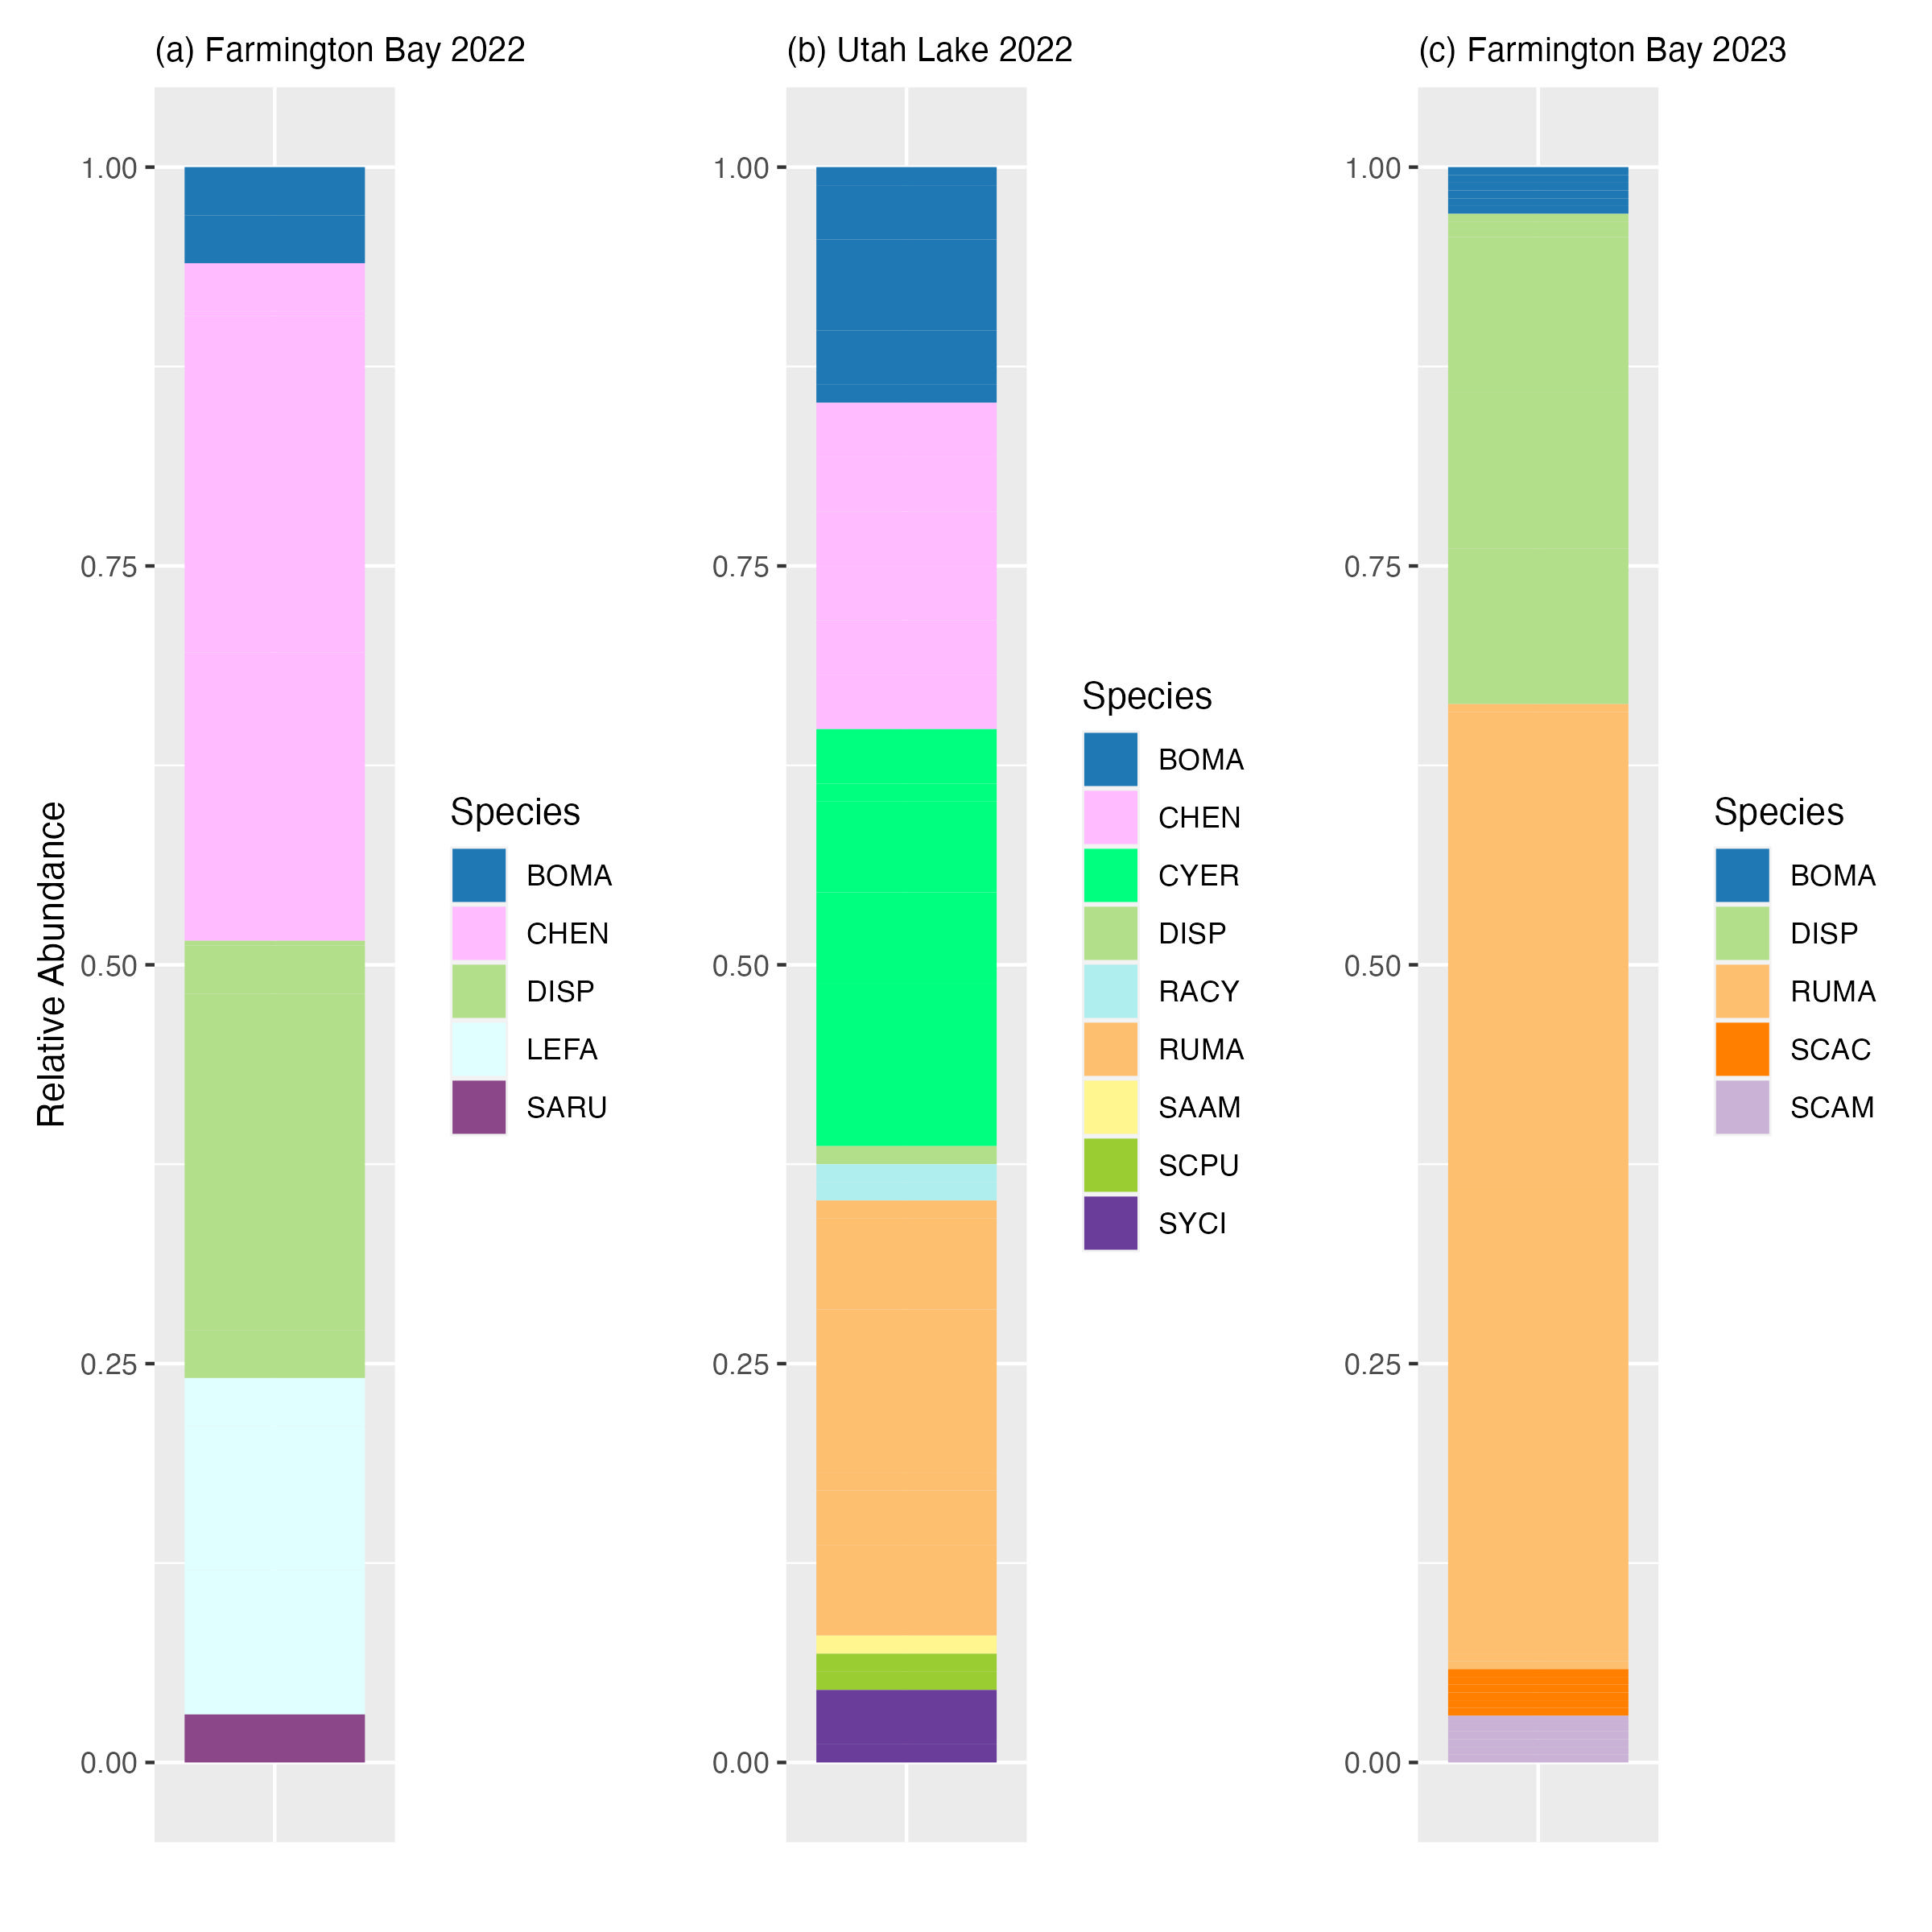 (a) Farmington Bay 2022
(b) Utah Lake 2022
(c) Farmington Bay 2023
Relative Abundance
1.00
0.75
0.50
0.25
0.00
Species
BOMA
CHEN
DISP
LEFA
SARU
1.00
0.75
0.50
0.25
0.00
Species
BOMA
CHEN
CYER
DISP
RACY
RUMA
SAAM
SCPU
SYCI
1.00
0.75
0.50
0.25
0.00
Species
BOMA
DISP
RUMA
SCAC
SCAM